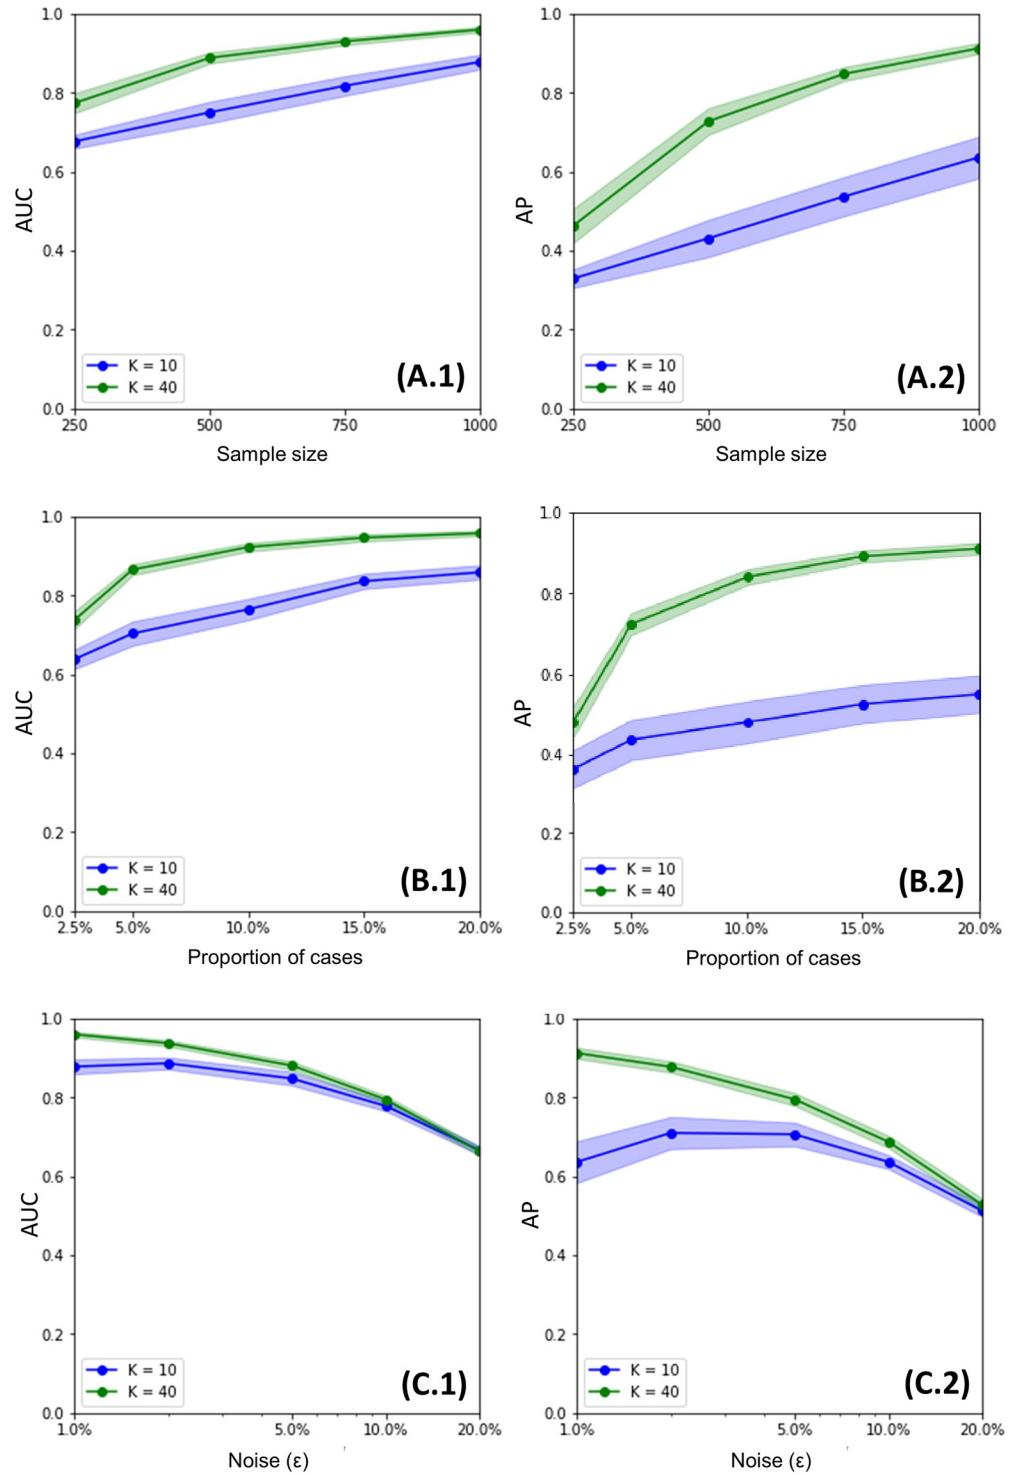 1.0
0.8
0.6
0.4
0.2
0.0
AUC
K = 10
K = 40
(A.1)
250 500 750 1000
Sample size
1.0
0.8
0.6
0.4
0.2
0.0
AP
K = 10
K = 40
(A.2)
250 500 750 1000
Sample size
1.0
0.8
0.6
0.4
0.2
0.0
AUC
K = 10
K = 40
(B.1)
2.5% 5.0% 10.0% 15.0% 20.0%
Proportion of cases
1.0
0.8
0.6
0.4
0.2
0.0
AP
K = 10
K = 40
(B.2)
2.5% 5.0% 10.0% 15.0% 20.0%
Proportion of cases
1.0
0.8
0.6
0.4
0.2
0.0
AUC
K = 10
K = 40
(C.1)
1.0% 5.0% 10.0% 20.0%
Noise (ε)
1.0
0.8
0.6
0.4
0.2
0.0
AP
K = 10
K = 40
(C.2)
1.0% 5.0% 10.0% 20.0%
Noise (ε)